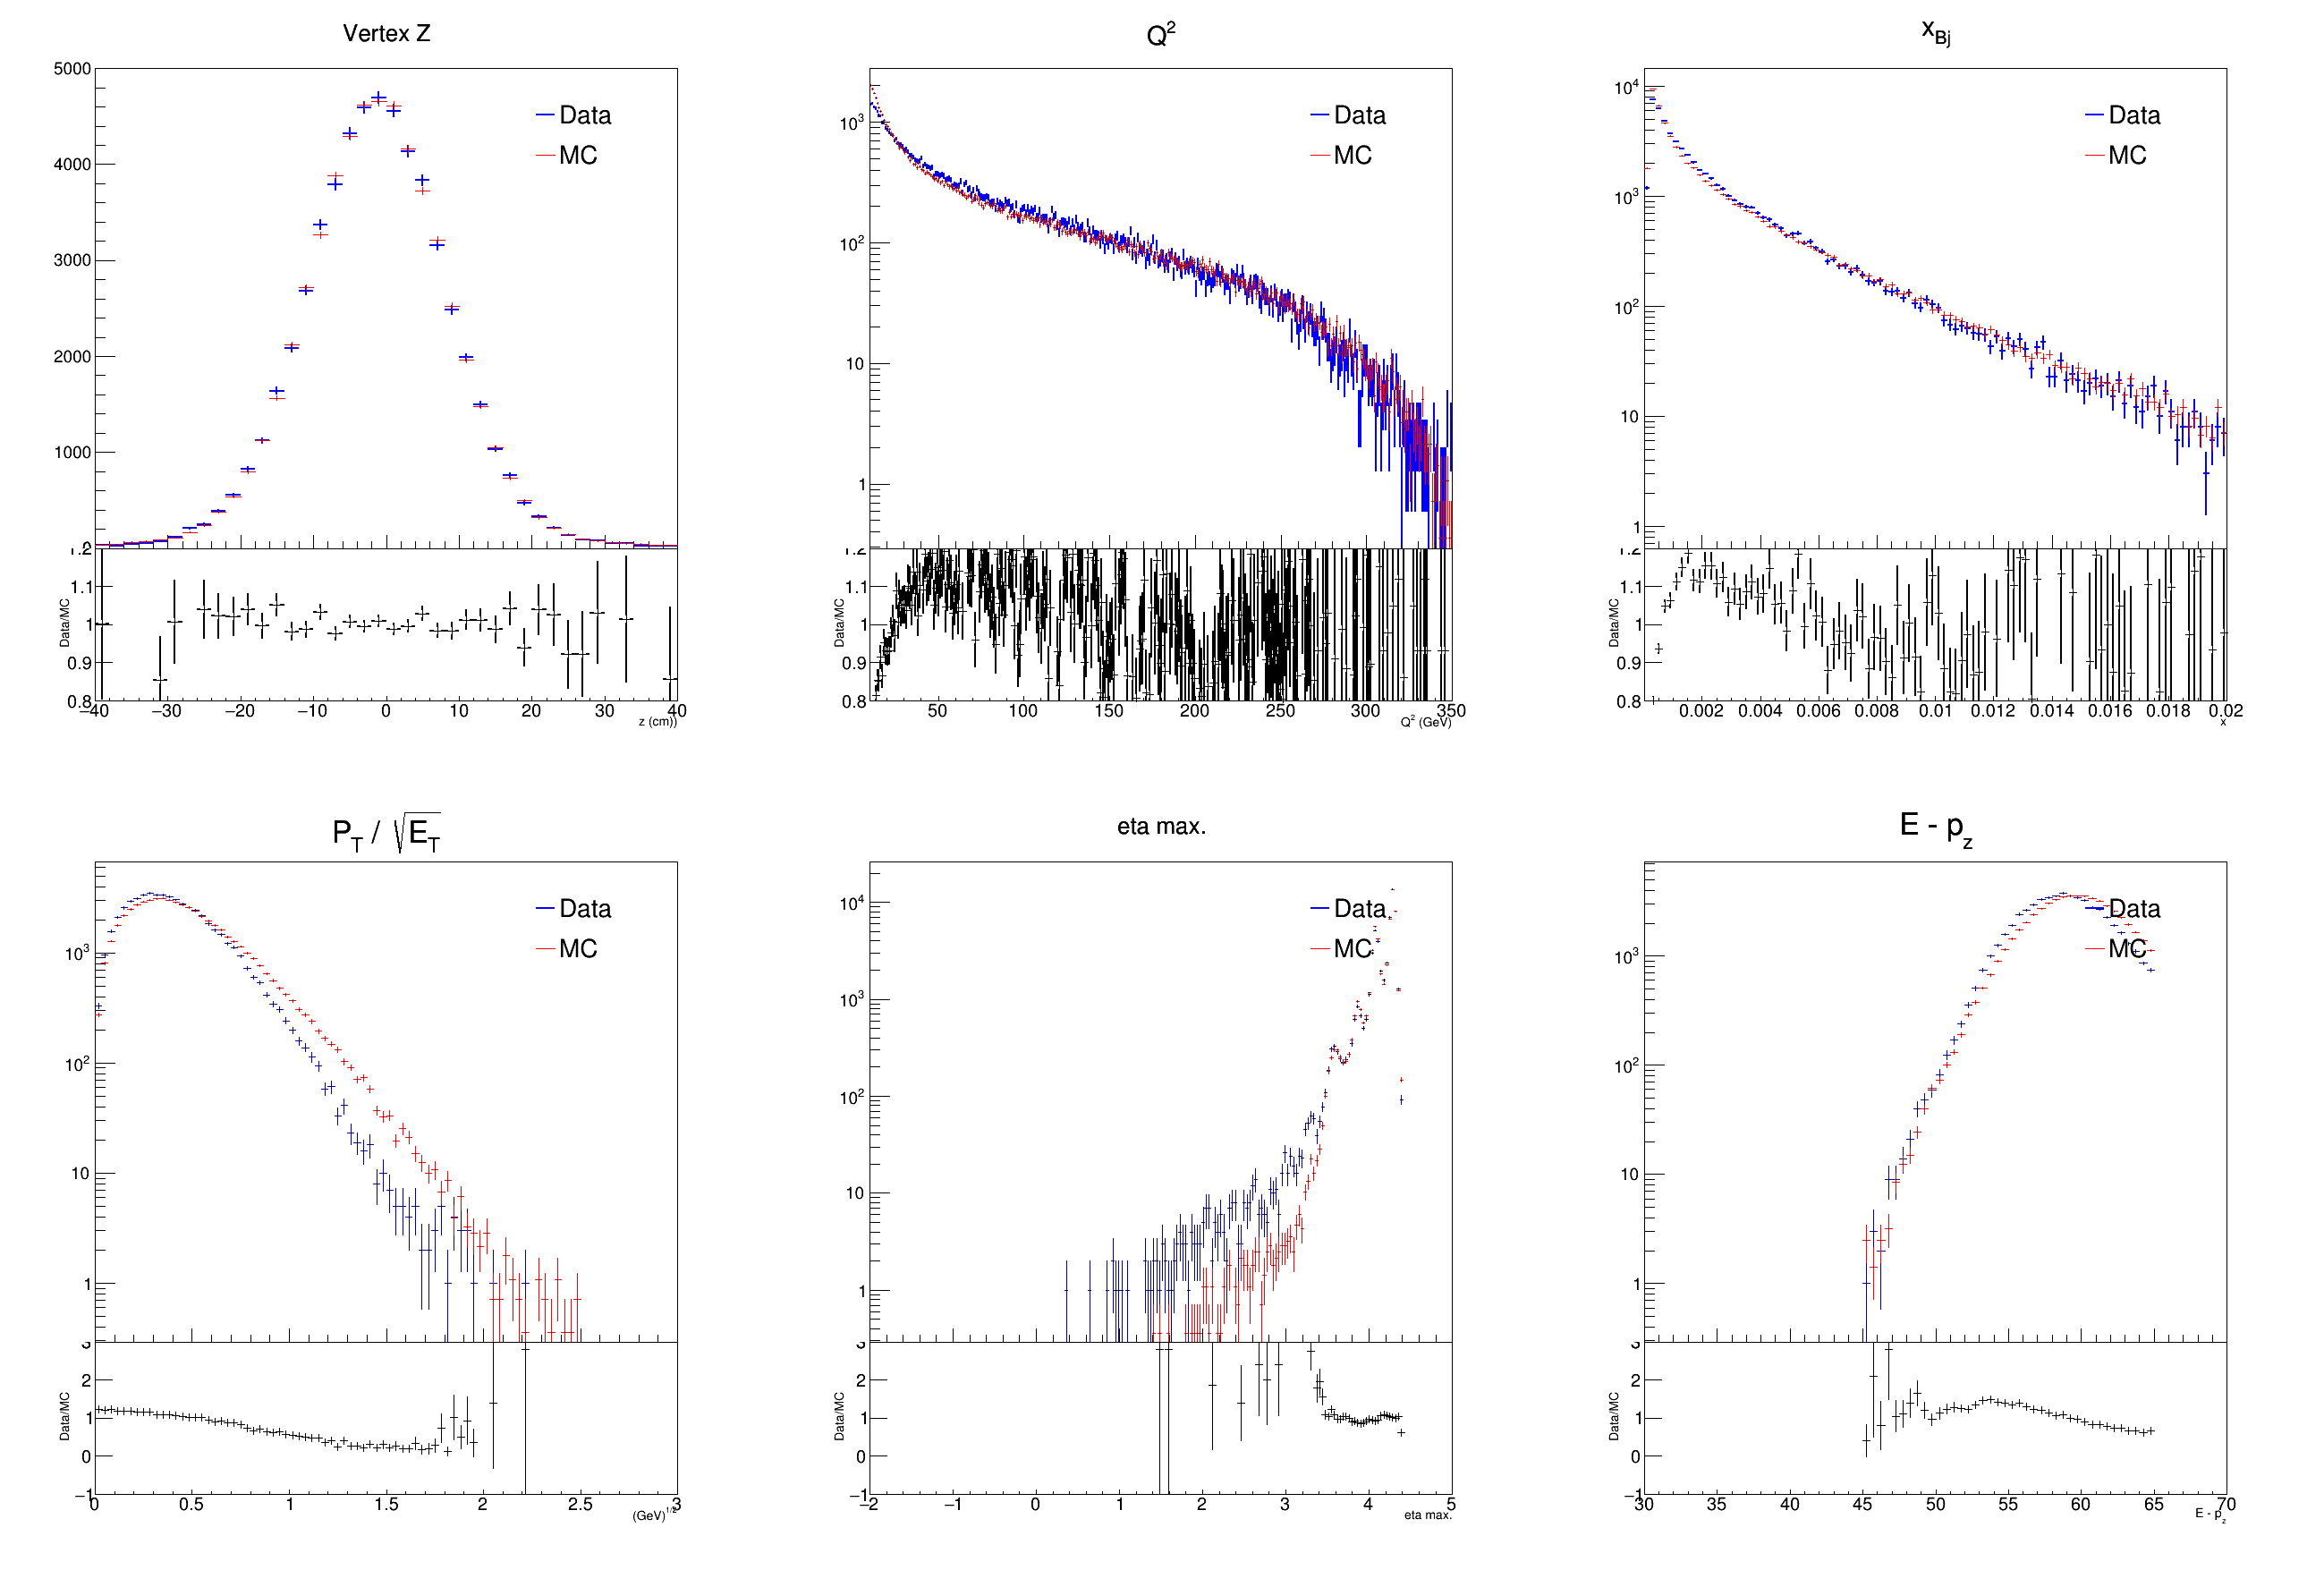 Vertex Z
5000
4000
3000
2000
1000
0
Data
MC
1.2
1.1
1
0.9
0.8
Data/MC
−40 −30 −20 −10 0 10 20 30 40
z (cm))
Q²
10³
10²
10
1
Data
MC
1.2
1.1
1
0.9
0.8
Data/MC
50 100 150 200 250 300 350
Q² (GeV)
x_Bj
10⁴
10³
10²
10
1
Data
MC
1.2
1.1
1
0.9
0.8
Data/MC
0.002 0.004 0.006 0.008 0.01 0.012 0.014 0.016 0.018 0.02
x
P_T / √E_T
10³
10²
10
1
Data
MC
3
2
1
0
−1
Data/MC
0 0.5 1 1.5 2 2.5 3
(GeV)^1/2
eta max.
10⁴
10³
10²
10
1
Data
MC
3
2
1
0
−1
Data/MC
−2 −1 0 1 2 3 4 5
eta max.
E - p_z
10³
10²
10
1
Data
MC
3
2
1
0
−1
Data/MC
30 35 40 45 50 55 60 65 70
E - p_z